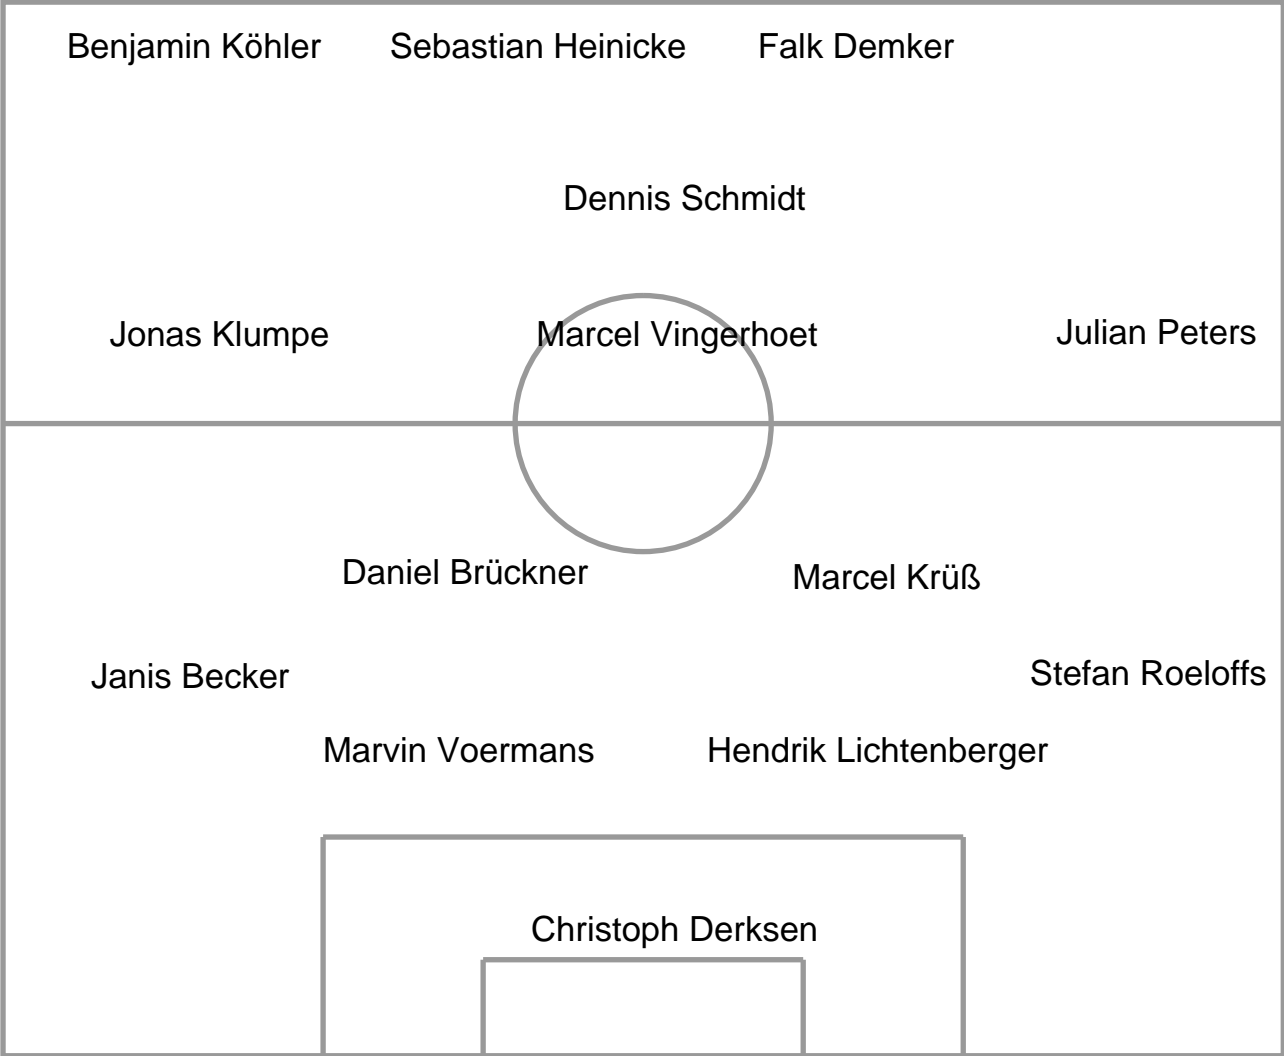 Benjamin Köhler Sebastian Heinicke Falk Demker
Dennis Schmidt
Jonas Klumpe Marcel Vingerhoet Julian Peters
Daniel Brückner Marcel Krüß
Janis Becker Stefan Roeloffs
Marvin Voermans Hendrik Lichtenberger
Christoph Derksen